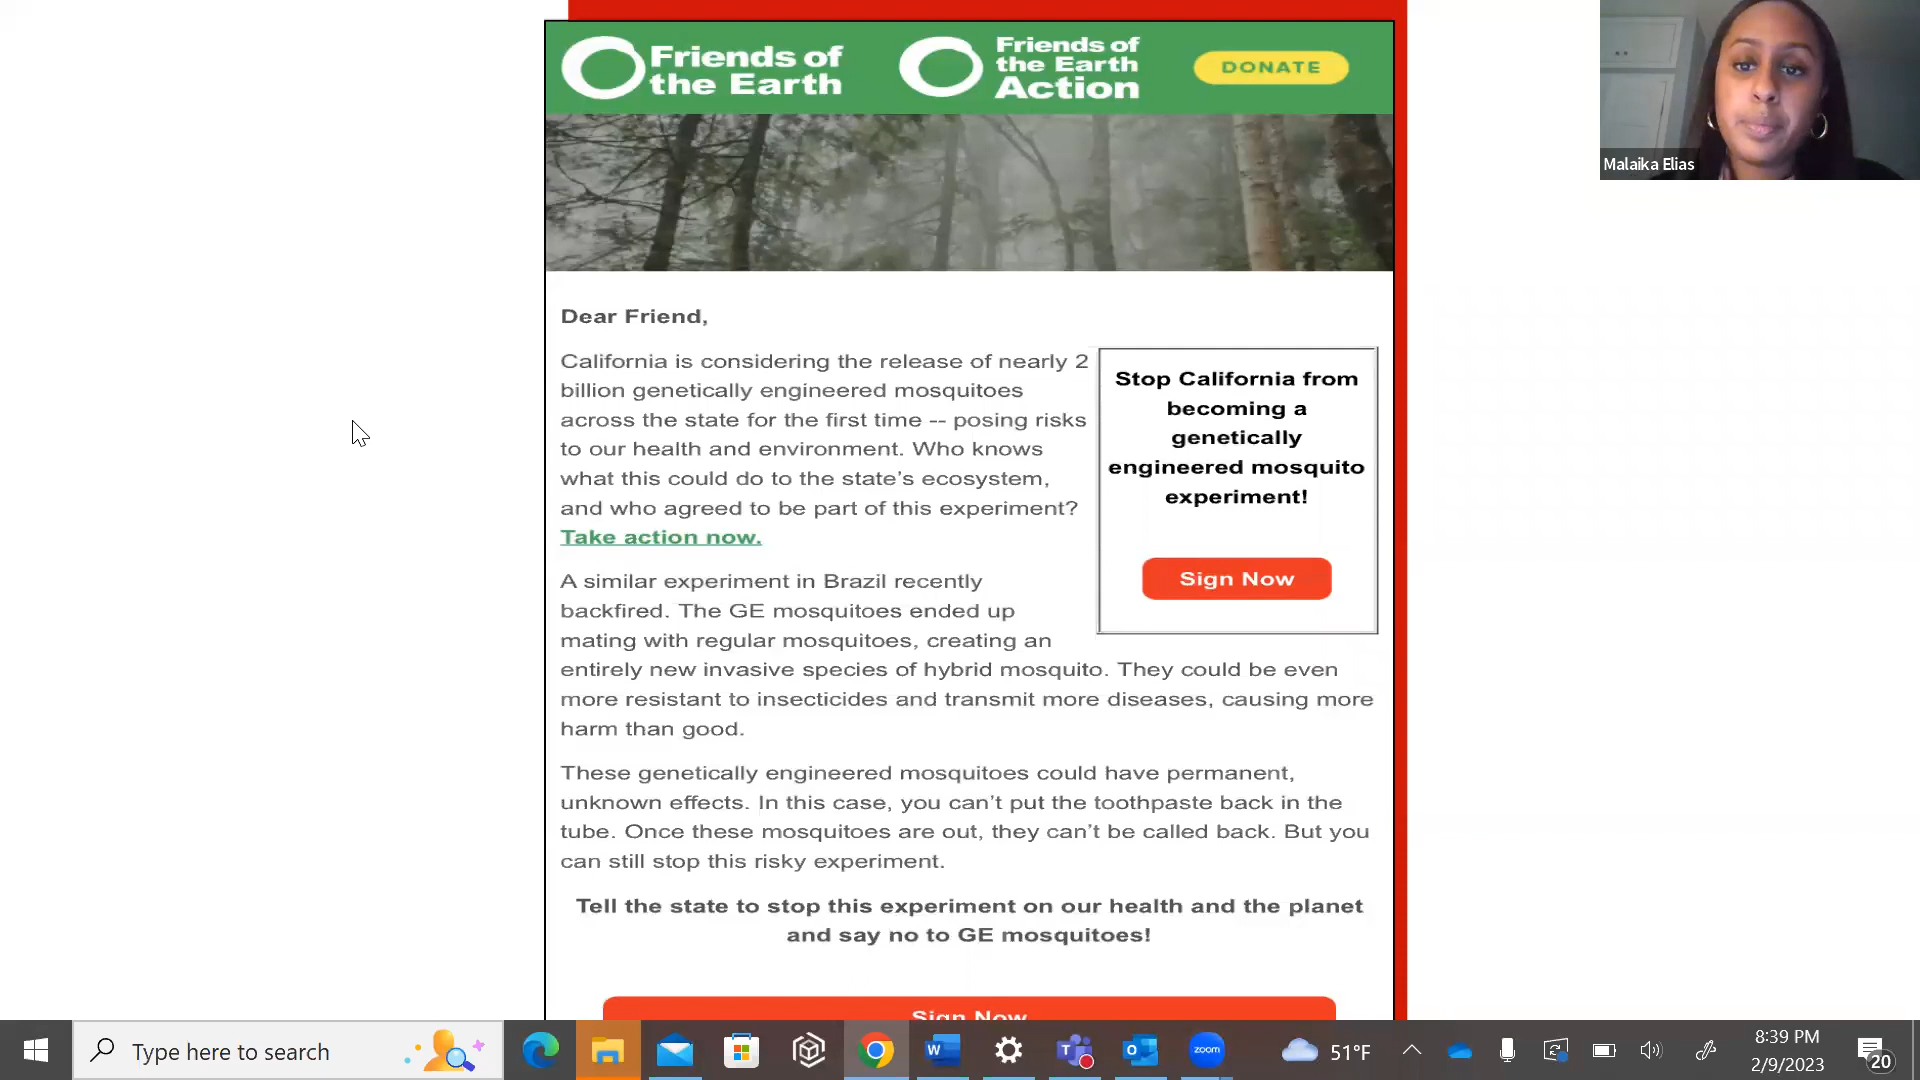 Friends of
the Earth
Friends of
the Earth
Action
DONATE
Malaika Elias
Dear Friend,
California is considering the release of nearly 2
billion genetically engineered mosquitoes
across the state for the first time -- posing risks
to our health and environment. Who knows
what this could do to the state's ecosystem,
and who agreed to be part of this experiment?
Take action now.
Stop California from
becoming a
genetically
engineered mosquito
experiment!
Sign Now
A similar experiment in Brazil recently
backfired. The GE mosquitoes ended up
mating with regular mosquitoes, creating an
entirely new invasive species of hybrid mosquito. They could be even
more resistant to insecticides and transmit more diseases, causing more
harm than good.
These genetically engineered mosquitoes could have permanent,
unknown effects. In this case, you can't put the toothpaste back in the
tube. Once these mosquitoes are out, they can't be called back. But you
can still stop this risky experiment.
Tell the state to stop this experiment on our health and the planet
and say no to GE mosquitoes!
Sign Now
Type here to search
W
T
O
zoom
51°F
8:39 PM
2/9/2023
20